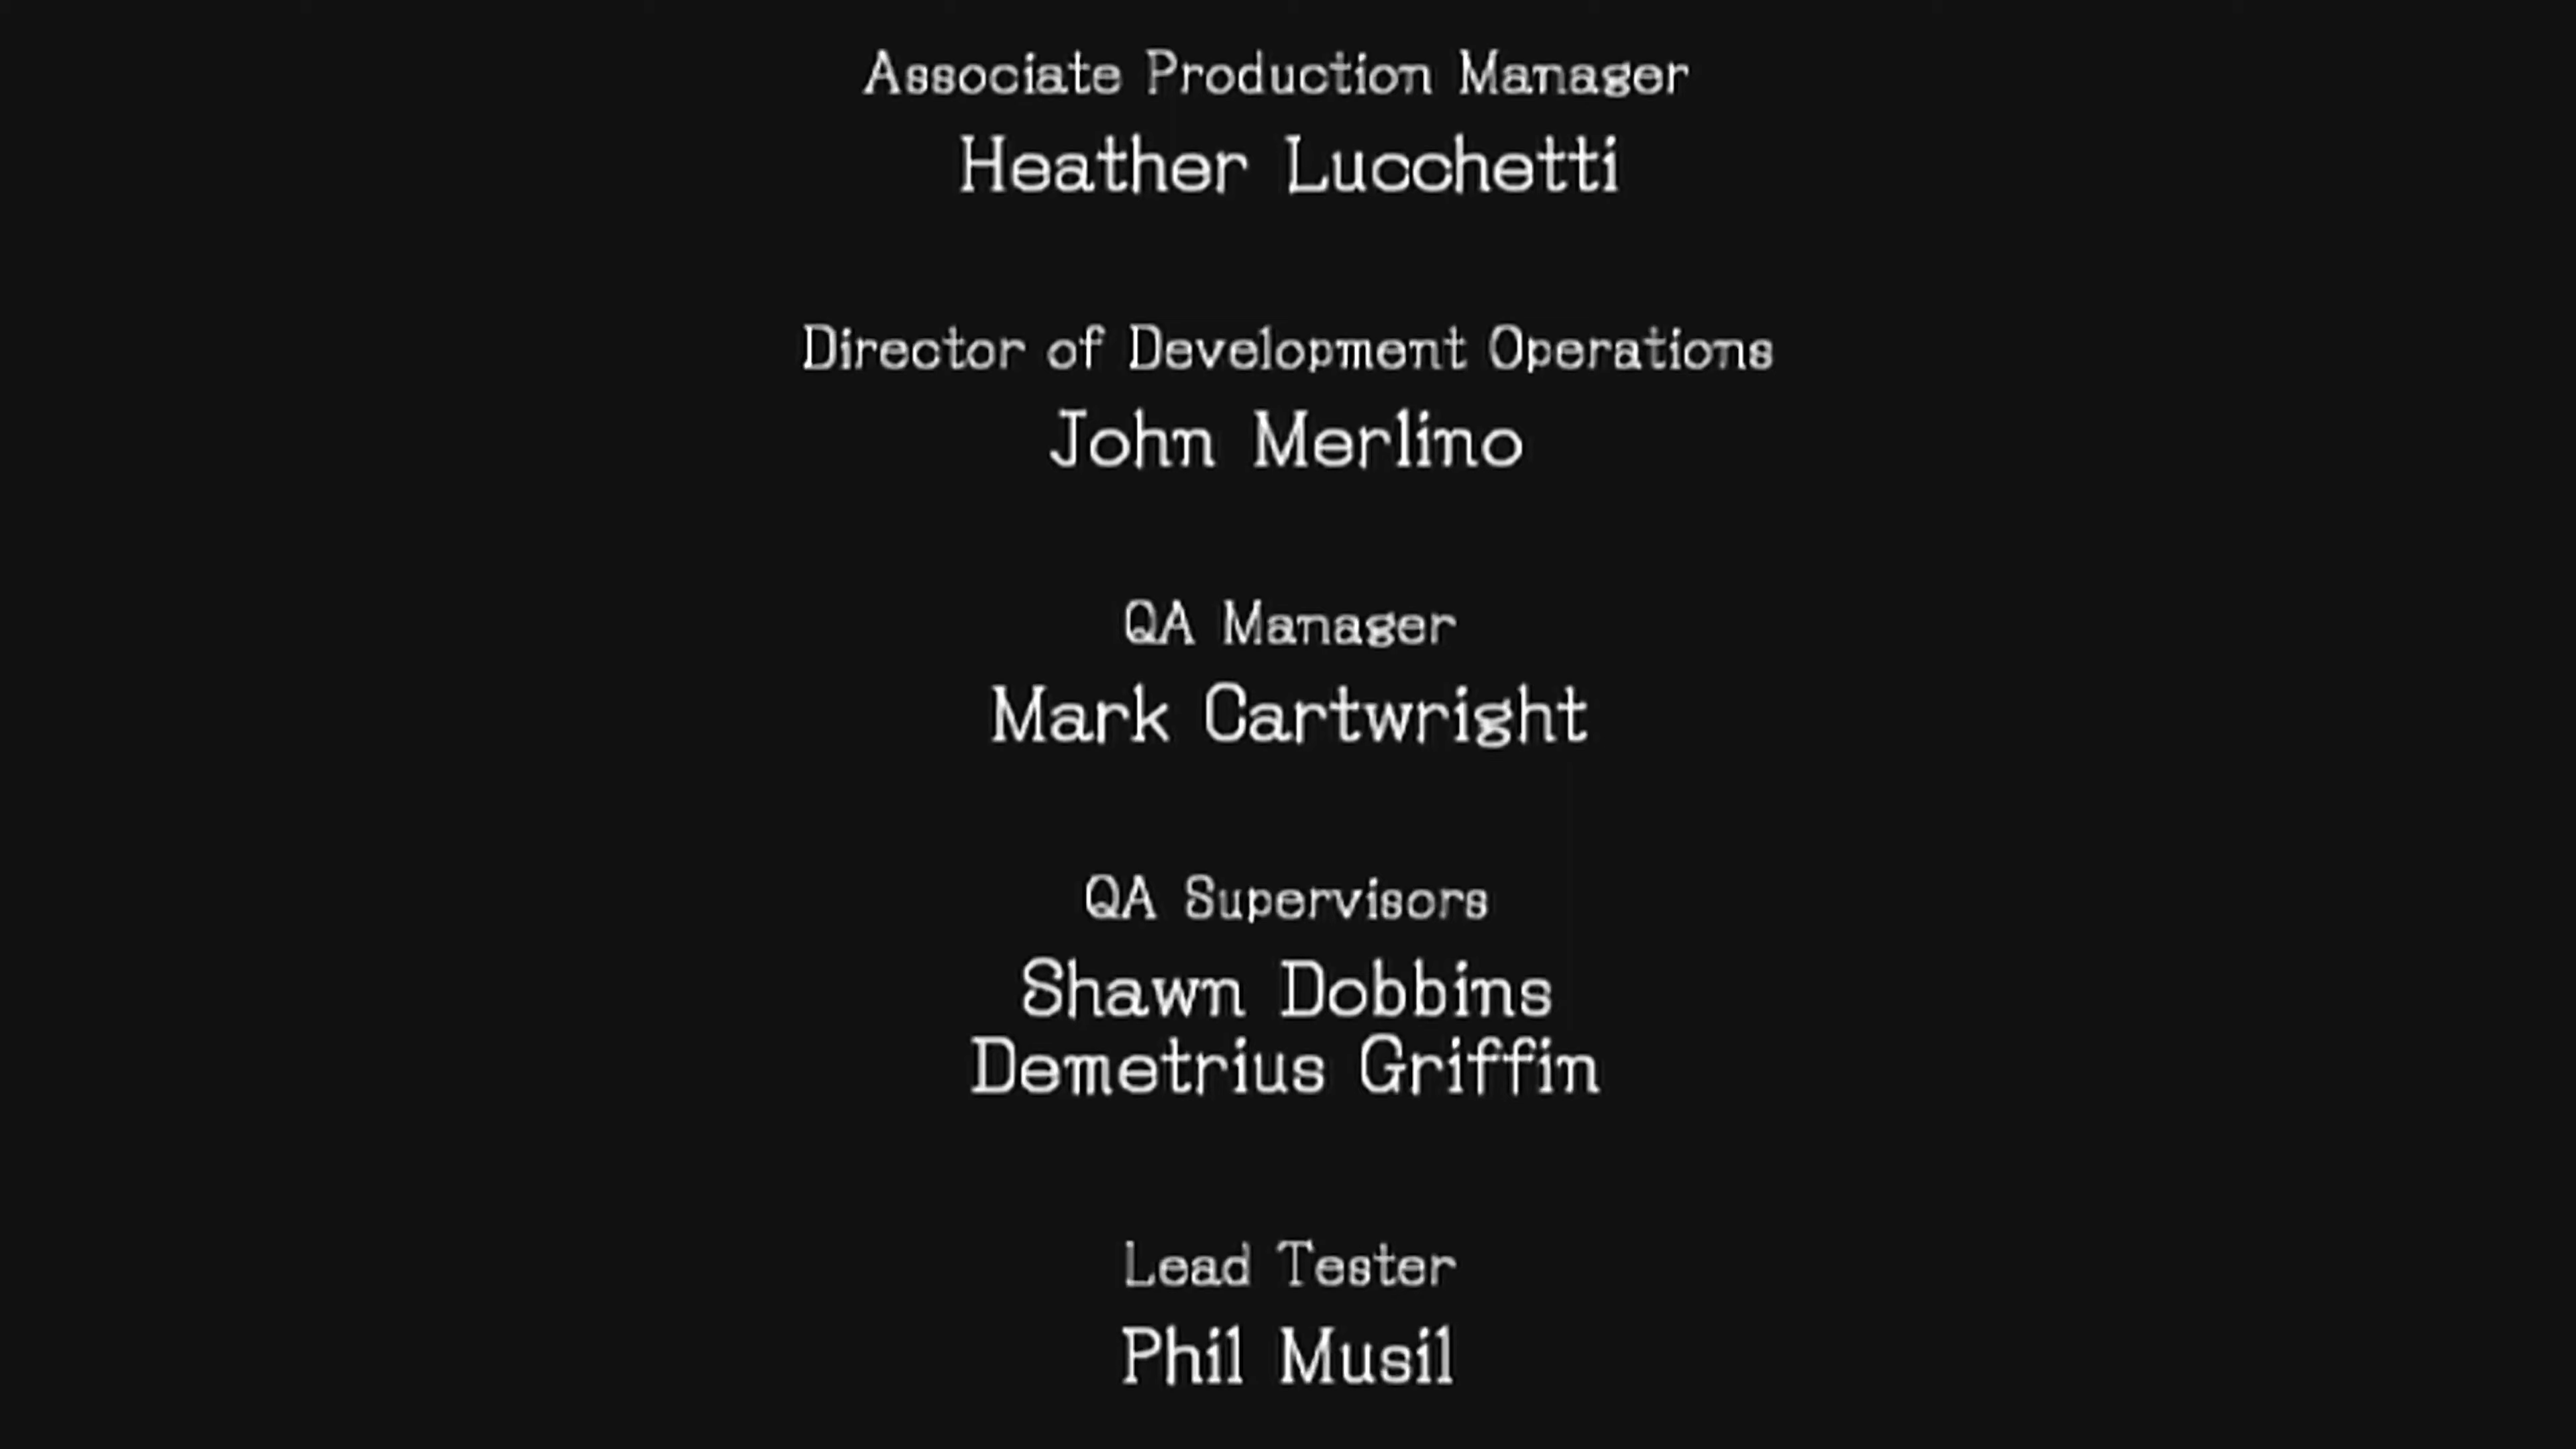 Associate Production Manager
Heather Lucchetti
Director of Development Operations
John Merlino
QA Manager
Mark Cartwright
QA Supervisors
Shawn Dobbins
Demetrius Griffin
Lead Tester
Phil Musil